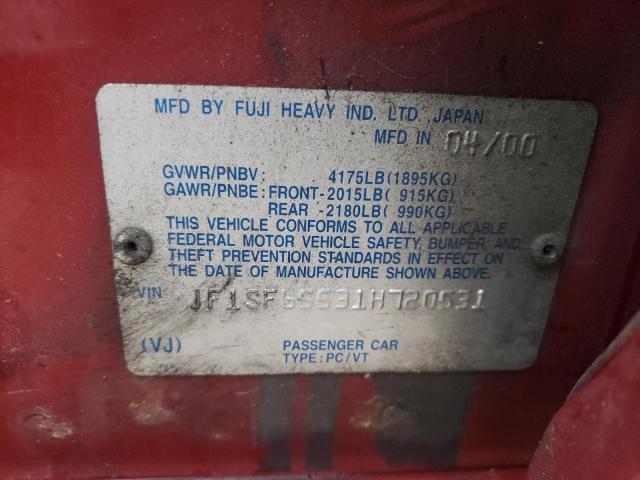 MFD BY FUJI HEAVY IND. LTD. JAPAN
MFD IN 04/00
GVWR/PNBV: 4175LB(1895KG)
GAWR/PNBE: FRONT-2015LB( 915KG)
REAR -2180LB( 990KG)
THIS VEHICLE CONFORMS TO ALL APPLICABLE
FEDERAL MOTOR VEHICLE SAFETY, BUMPER, AND
THEFT PREVENTION STANDARDS IN EFFECT ON
THE DATE OF MANUFACTURE SHOWN ABOVE.
VIN JF1SF65531H720531
(VJ) PASSENGER CAR
TYPE: PC/VT